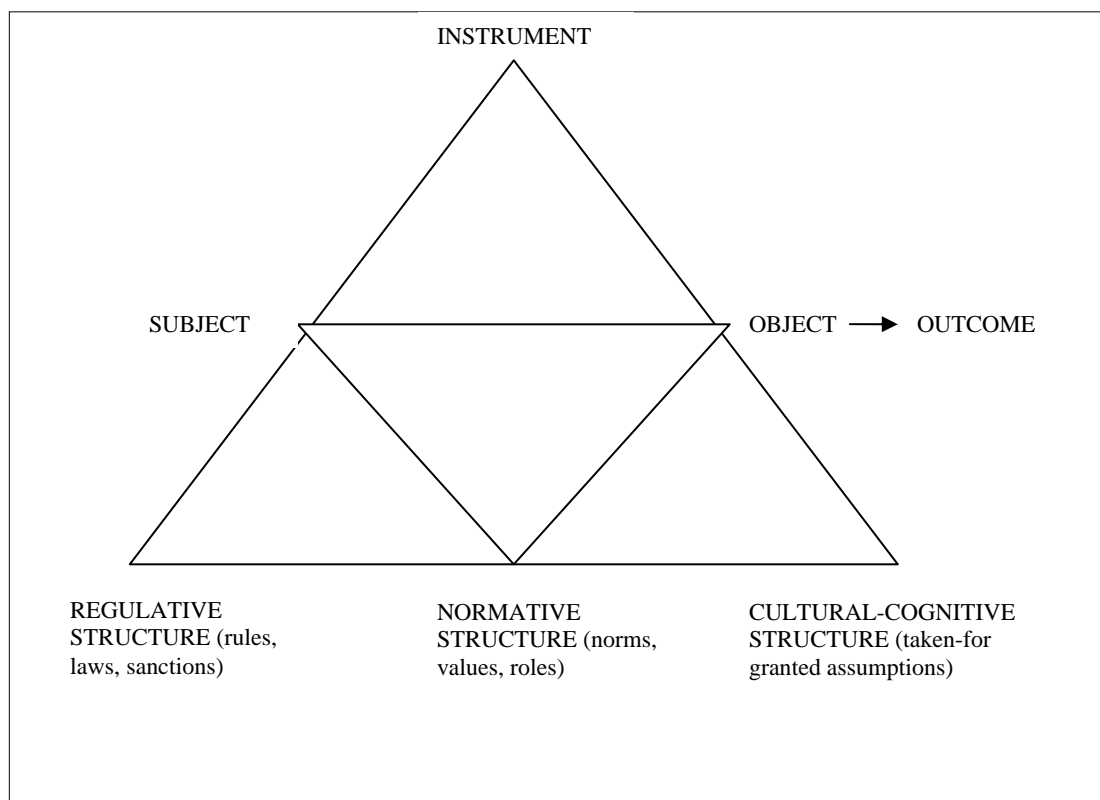 INSTRUMENT
SUBJECT
OBJECT
OUTCOME
REGULATIVE
STRUCTURE (rules,
laws, sanctions)
NORMATIVE
STRUCTURE (norms,
values, roles)
CULTURAL-COGNITIVE
STRUCTURE (taken-for
granted assumptions)